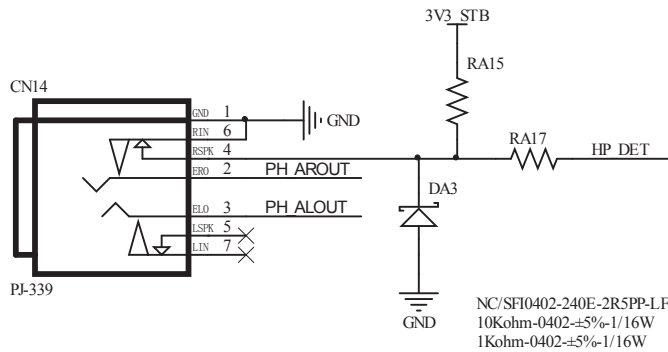 3V3_STB
CN14
RA15
GND 1
GND
RIN 6
RSPK 4
RA17
HP_DET
ERO 2 PH_AROUT
DA3
ELO 3 PH_ALOUT
LSPK 5
LIN 7
PJ-339
GND
NC/SFI0402-240E-2R5PP-LF
10Kohm-0402-±5%-1/16W
1Kohm-0402-±5%-1/16W